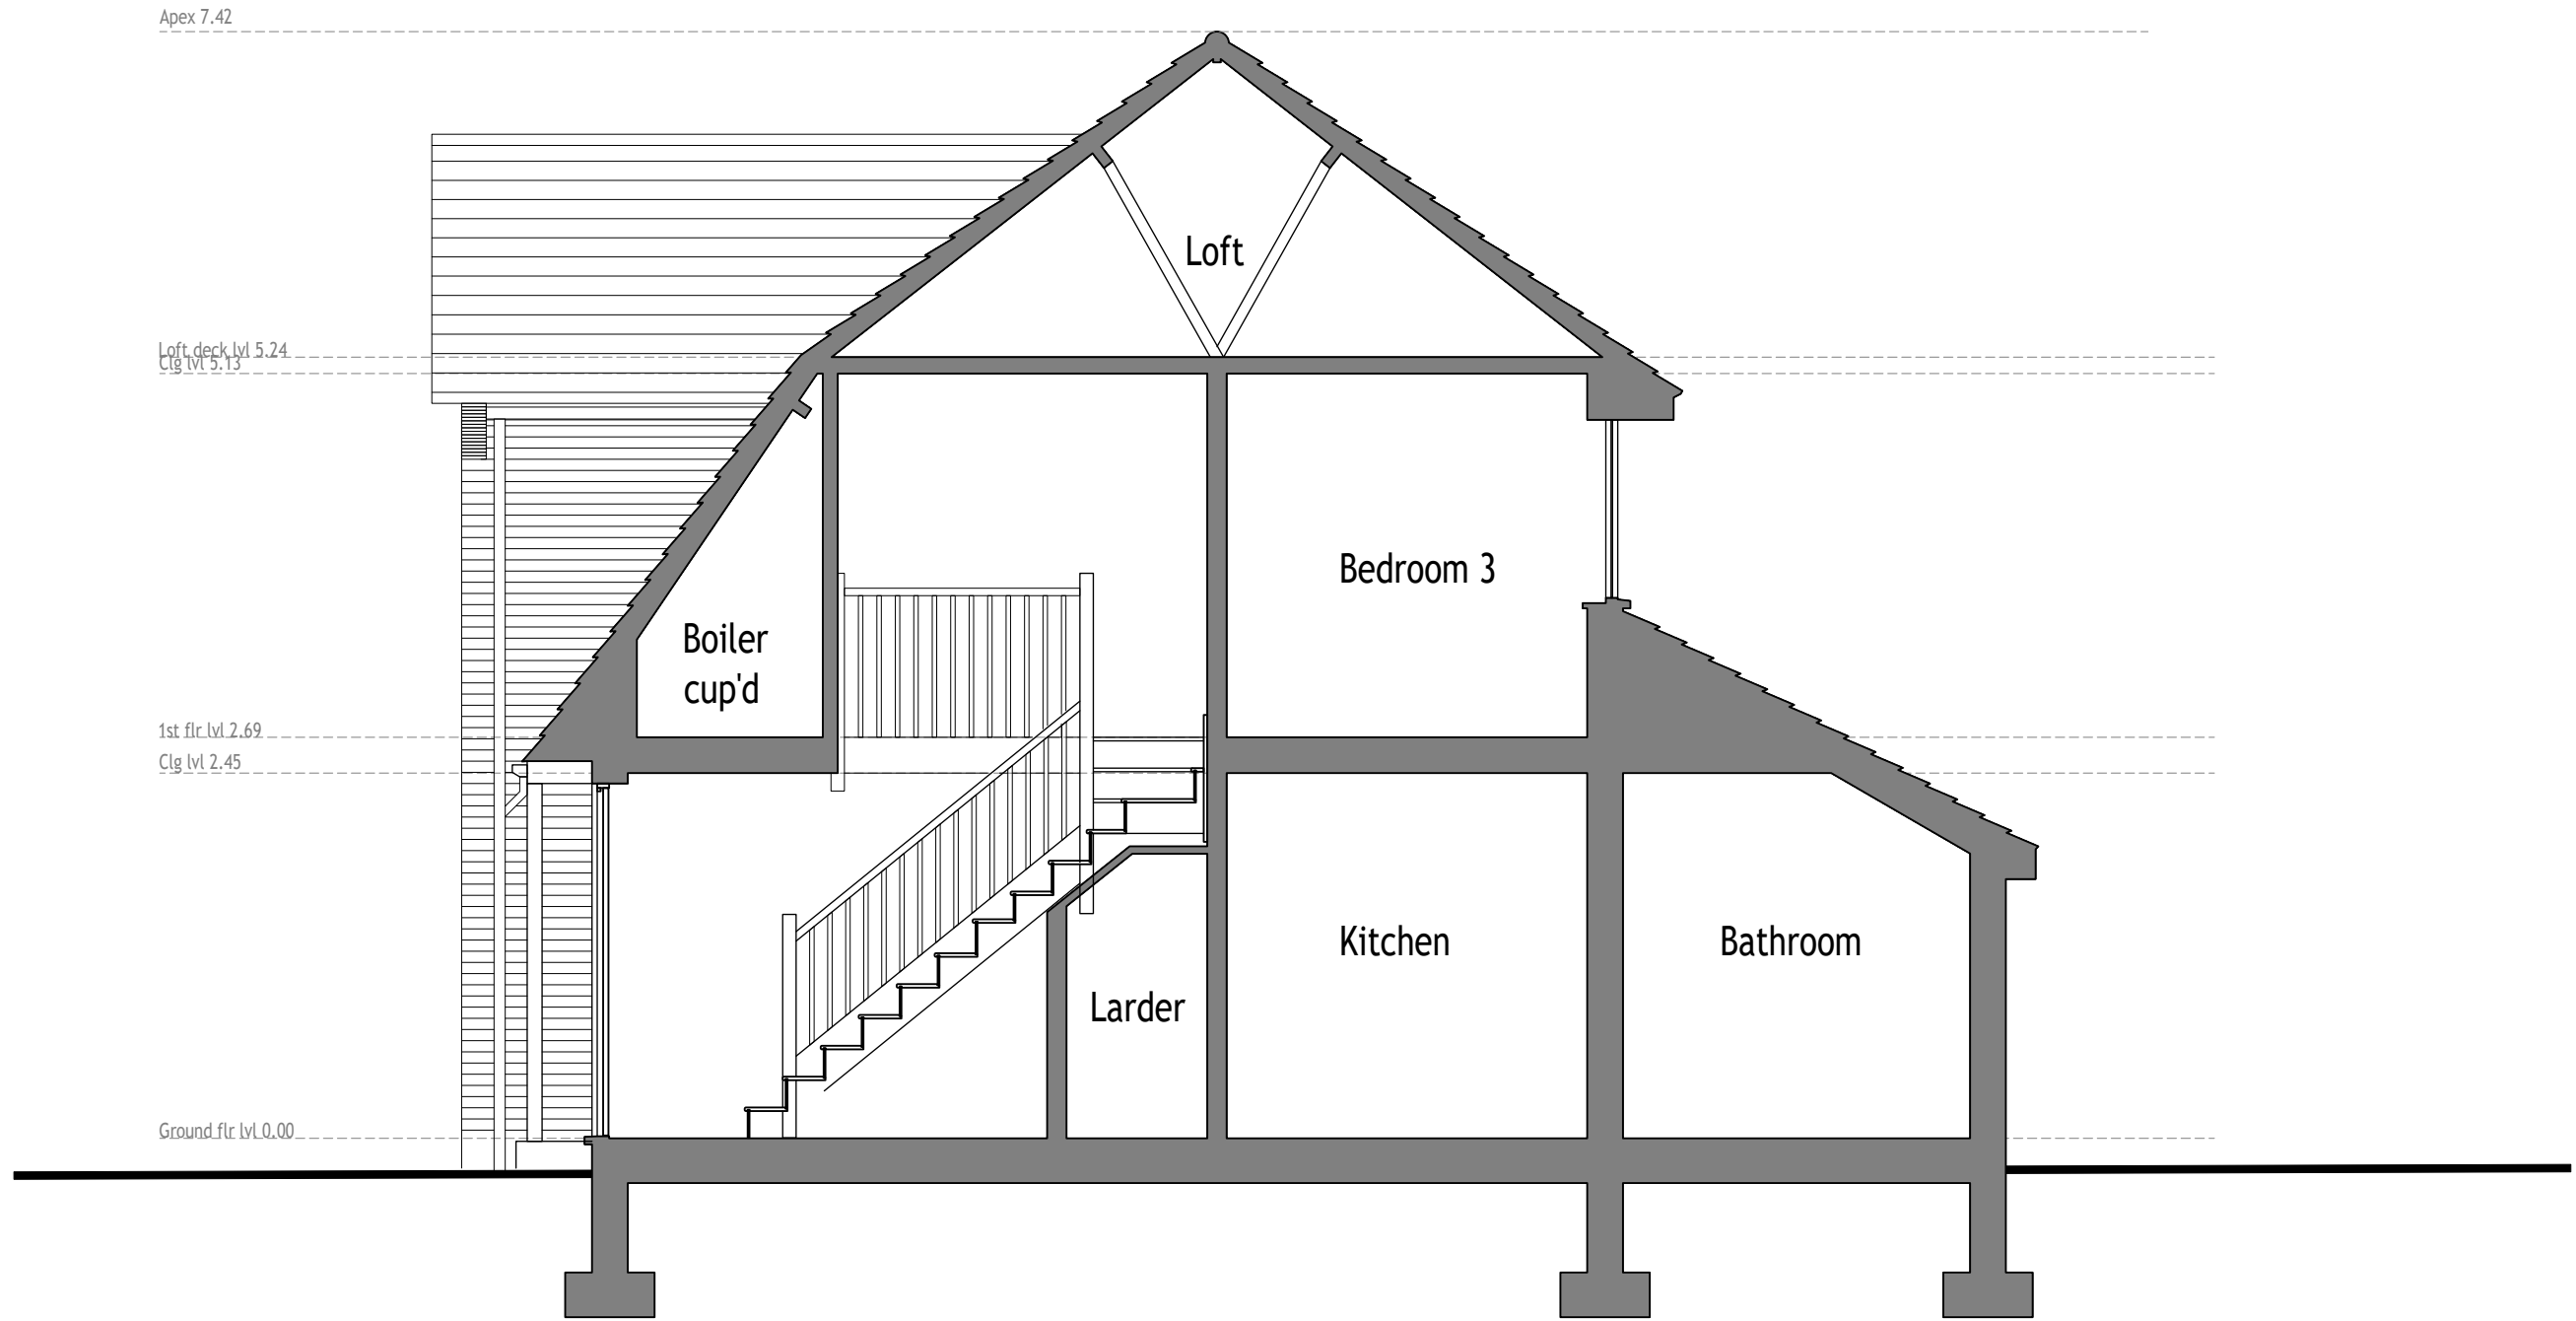 Apex 7.42
Loft
Loft deck lvl 5.24
Clg lvl 5.13
Bedroom 3
Boiler
cup'd
1st flr lvl 2.69
Clg lvl 2.45
Kitchen
Bathroom
Larder
Ground flr lvl 0.00